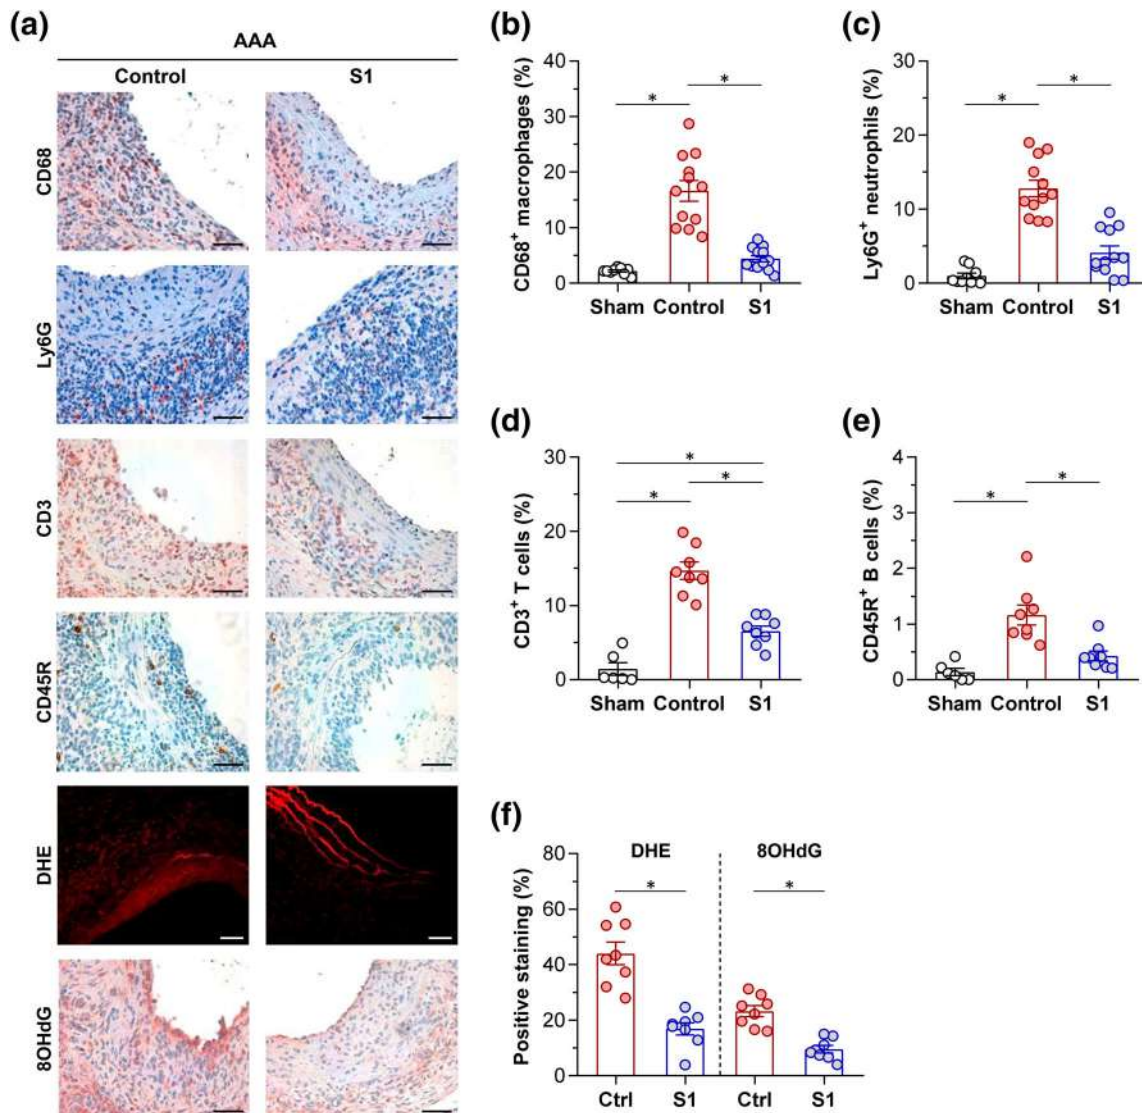 (a)
AAA
Control S1
CD68
Ly6G
CD3
CD45R
DHE
8OHdG
(b)
CD68+ macrophages (%)
40
30
20
10
0
* *
Sham Control S1
(c)
Ly6G+ neutrophils (%)
30
20
10
0
* *
Sham Control S1
(d)
CD3+ T cells (%)
30
20
10
0
*
* *
Sham Control S1
(e)
CD45R+ B cells (%)
4
3
2
1
0
* *
Sham Control S1
(f)
Positive staining (%)
80
60
40
20
0
DHE 8OHdG
* *
Ctrl S1 Ctrl S1